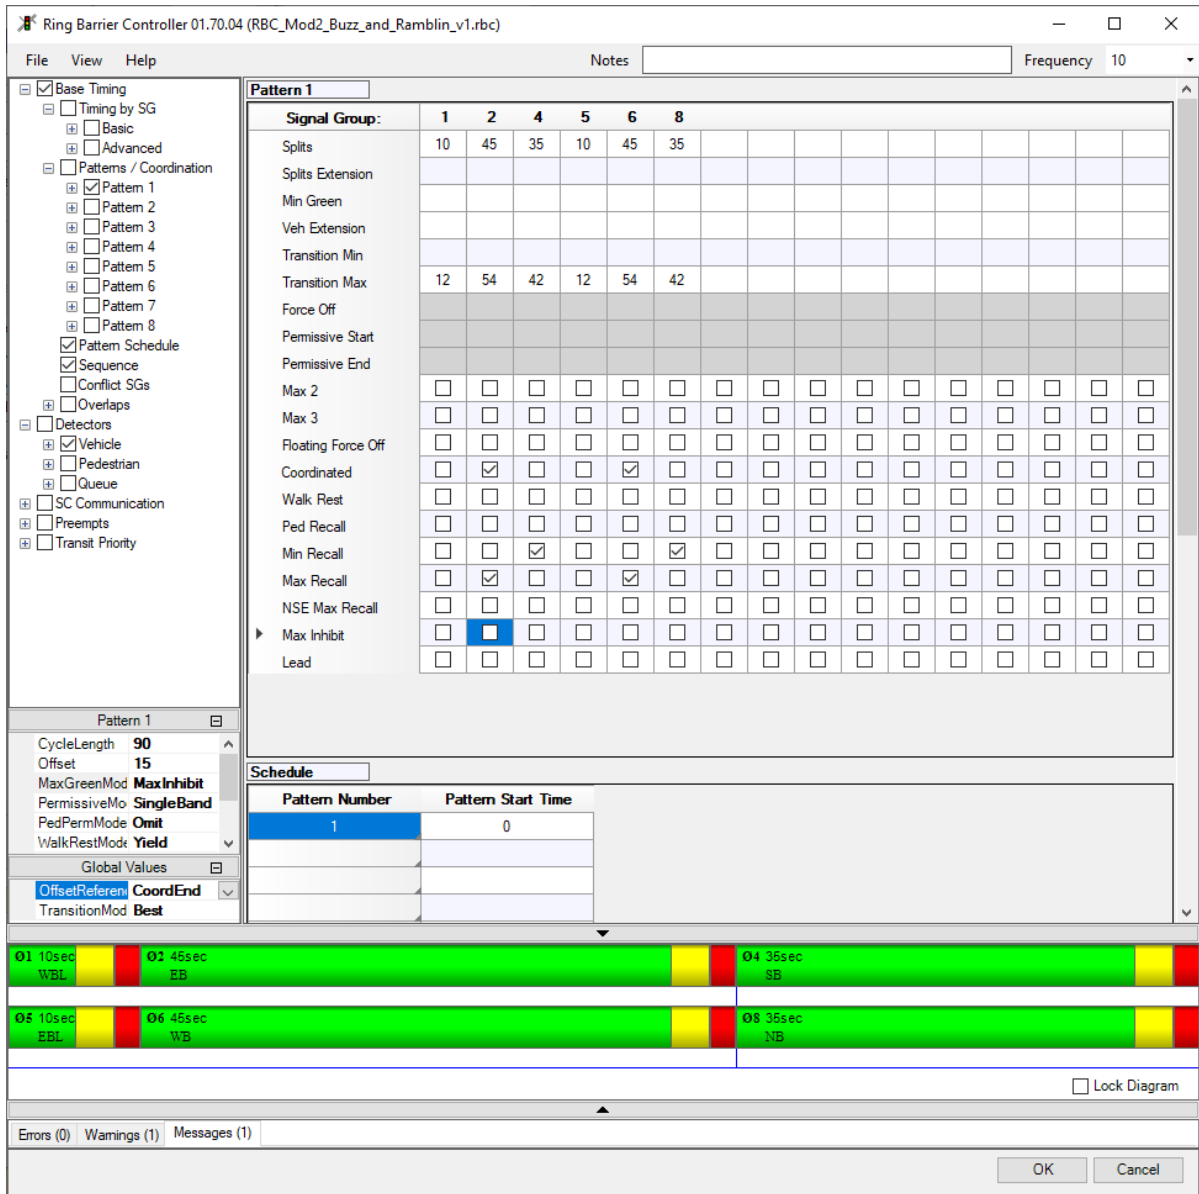 Ring Barrier Controller 01.70.04 (RBC_Mod2_Buzz_and_Ramblin_v1.rbc)
File View Help Notes Frequency 10
Base Timing
Timing by SG
Basic
Advanced
Patterns / Coordination
Pattern 1
Pattern 2
Pattern 3
Pattern 4
Pattern 5
Pattern 6
Pattern 7
Pattern 8
Pattern Schedule
Sequence
Conflict SGs
Overlaps
Detectors
Vehicle
Pedestrian
Queue
SC Communication
Preempts
Transit Priority
Pattern 1
CycleLength 90
Offset 15
MaxGreenMod MaxInhibit
PermissiveMo SingleBand
PedPermMode Omit
WalkRestMode Yield
Global Values
OffsetReferen CoordEnd
TransitionMod Best
Pattern 1
Signal Group: 1 2 4 5 6 8
Splits 10 45 35 10 45 35
Splits Extension
Min Green
Veh Extension
Transition Min
Transition Max 12 54 42 12 54 42
Force Off
Permissive Start
Permissive End
Max 2
Max 3
Floating Force Off
Coordinated
Walk Rest
Ped Recall
Min Recall
Max Recall
NSE Max Recall
Max Inhibit
Lead
Schedule
Pattern Number Pattern Start Time
1 0
Ø1 10sec Ø2 45sec Ø4 35sec
WBL EB SB
Ø5 10sec Ø6 45sec Ø8 35sec
EBL WB NB
Lock Diagram
Errors (0) Warnings (1) Messages (1)
OK Cancel